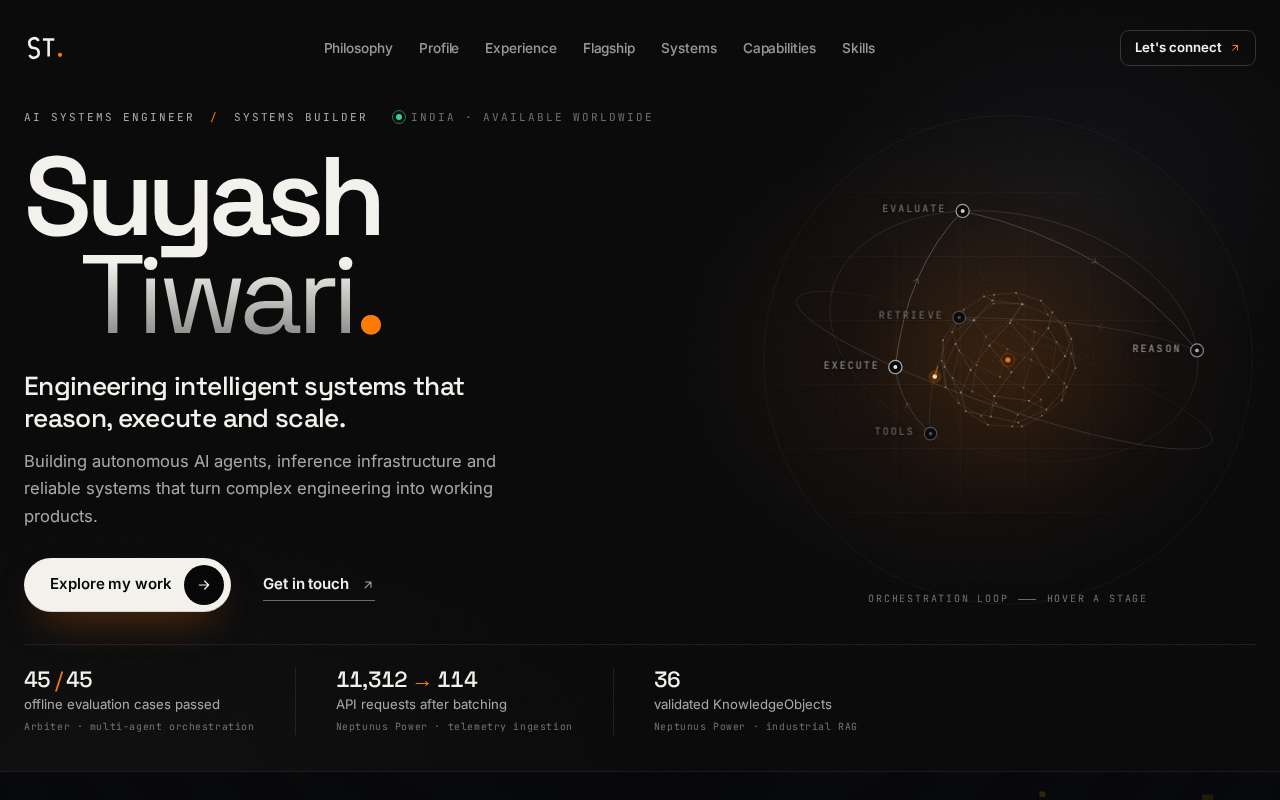 ST.
Philosophy Profile Experience Flagship Systems Capabilities Skills
Let's connect ↗
AI SYSTEMS ENGINEER / SYSTEMS BUILDER INDIA · AVAILABLE WORLDWIDE
Suyash
Tiwari.
Engineering intelligent systems that
reason, execute and scale.
Building autonomous AI agents, inference infrastructure and
reliable systems that turn complex engineering into working
products.
Explore my work →
Get in touch ↗
EVALUATE
RETRIEVE
REASON
EXECUTE
TOOLS
ORCHESTRATION LOOP — HOVER A STAGE
45 / 45
offline evaluation cases passed
Arbiter · multi-agent orchestration
11,312 → 114
API requests after batching
Neptunus Power · telemetry ingestion
36
validated KnowledgeObjects
Neptunus Power · industrial RAG